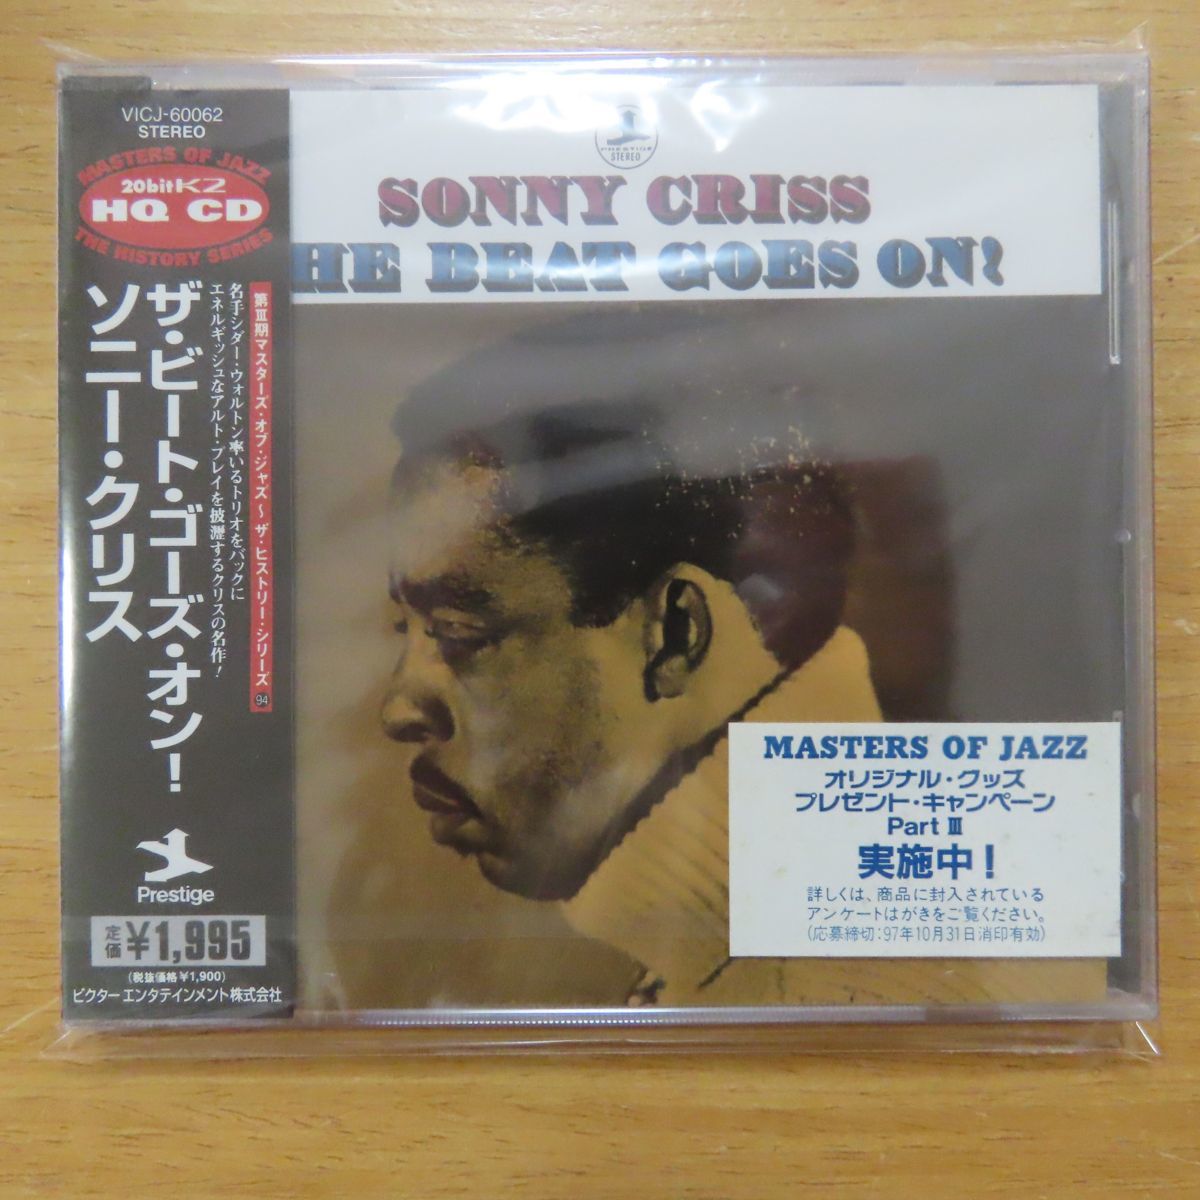 VICJ-60062
STEREO
MASTERS OF JAZZ
20bit K2
HQ CD
THE HISTORY SERIES
第Ⅲ期マスターズ・オブ・ジャズ〜ザ・ヒストリー・シリーズ 94
名手シダー・ウォルトン率いるトリオをバックに
エネルギッシュなアルト・プレイを披瀝するクリスの名作!
ザ・ビート・ゴーズ・オン!
ソニー・クリス
Prestige
定価 ¥1,995
(税抜価格¥1,900)
ビクターエンタテインメント株式会社
PRESTIGE
STEREO
SONNY CRISS
HE BEAT GOES ON!
MASTERS OF JAZZ
オリジナル・グッズ
プレゼント・キャンペーン
Part Ⅲ
実施中!
詳しくは、商品に封入されている
アンケートはがきをご覧ください。
(応募締切:97年10月31日消印有効)